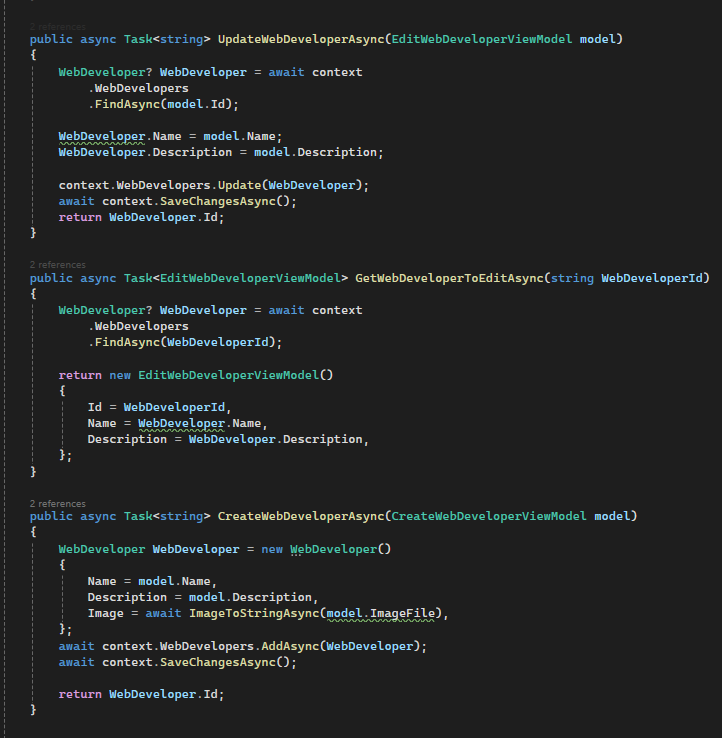 2 references
public async Task<string> UpdateWebDeveloperAsync(EditWebDeveloperViewModel model)
{
WebDeveloper? WebDeveloper = await context
.WebDevelopers
.FindAsync(model.Id);
WebDeveloper.Name = model.Name;
WebDeveloper.Description = model.Description;
context.WebDevelopers.Update(WebDeveloper);
await context.SaveChangesAsync();
return WebDeveloper.Id;
}
2 references
public async Task<EditWebDeveloperViewModel> GetWebDeveloperToEditAsync(string WebDeveloperId)
{
WebDeveloper? WebDeveloper = await context
.WebDevelopers
.FindAsync(WebDeveloperId);
return new EditWebDeveloperViewModel()
{
Id = WebDeveloperId,
Name = WebDeveloper.Name,
Description = WebDeveloper.Description,
};
}
2 references
public async Task<string> CreateWebDeveloperAsync(CreateWebDeveloperViewModel model)
{
WebDeveloper WebDeveloper = new WebDeveloper()
{
Name = model.Name,
Description = model.Description,
Image = await ImageToStringAsync(model.ImageFile),
};
await context.WebDevelopers.AddAsync(WebDeveloper);
await context.SaveChangesAsync();
return WebDeveloper.Id;
}